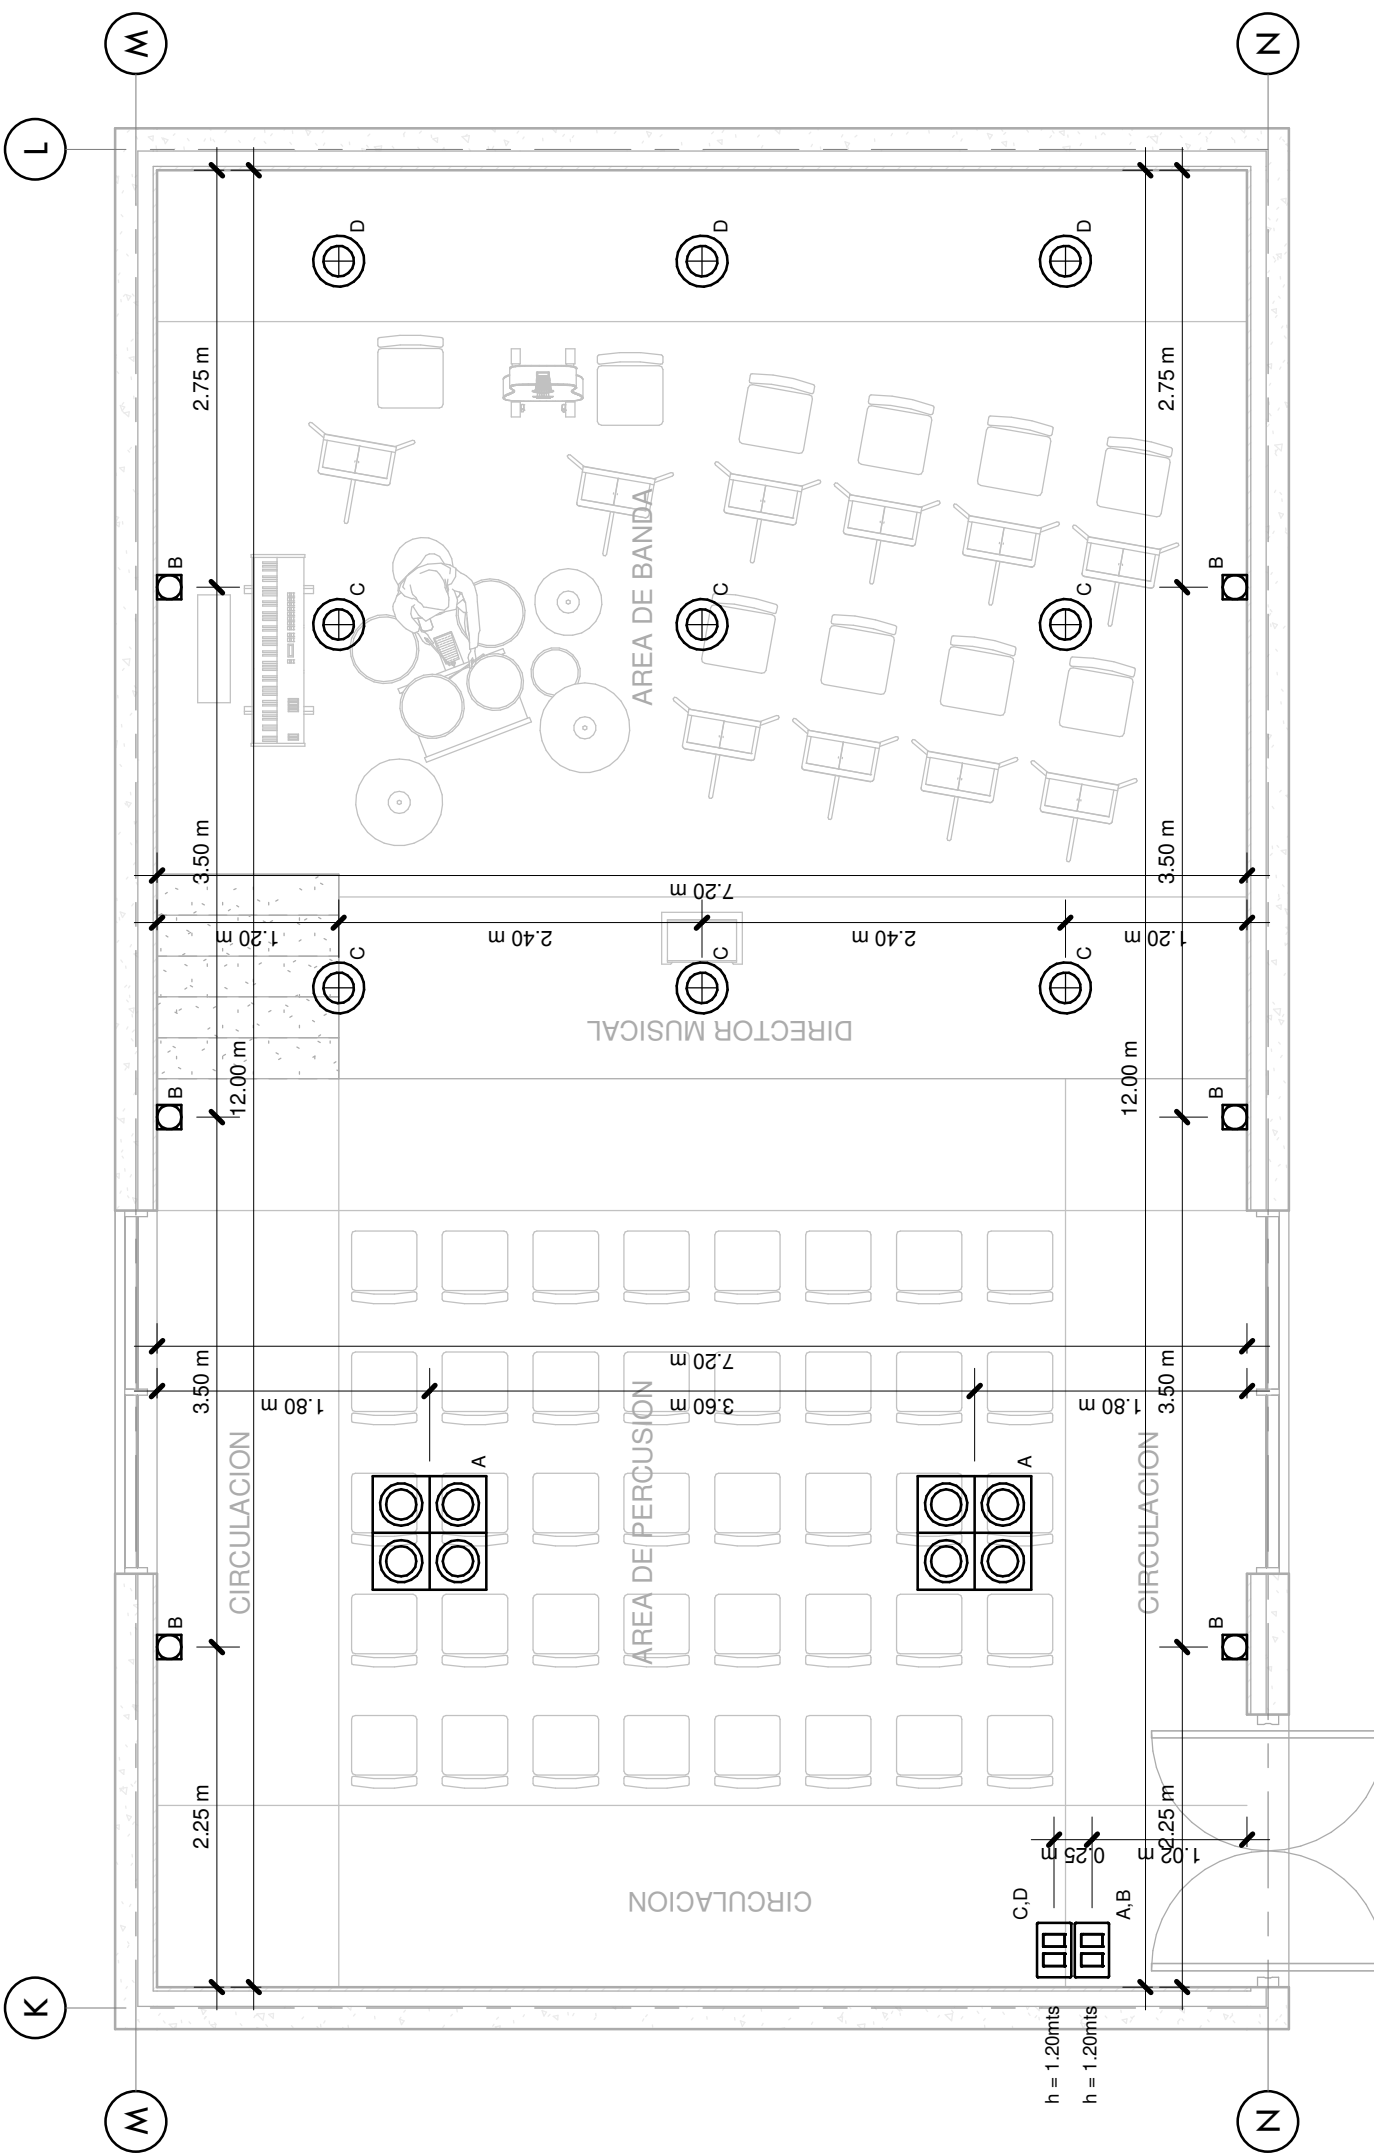 M
N
L
D
D
D
2.75 m
2.75 m
B
B
C
C
C
AREA DE BANDA
3.50 m
3.50 m
7.20 m
1.20 m
2.40 m
2.40 m
1.20 m
C
C
C
DIRECTOR MUSICAL
12.00 m
12.00 m
B
B
7.20 m
3.50 m
3.50 m
1.80 m
3.60 m
1.80 m
A
A
CIRCULACION
AREA DE PERCUSION
CIRCULACION
B
B
2.25 m
2.25 m
0.25 m
1.02 m
CIRCULACION
C,D
A,B
K
h = 1.20mts
h = 1.20mts
M
N